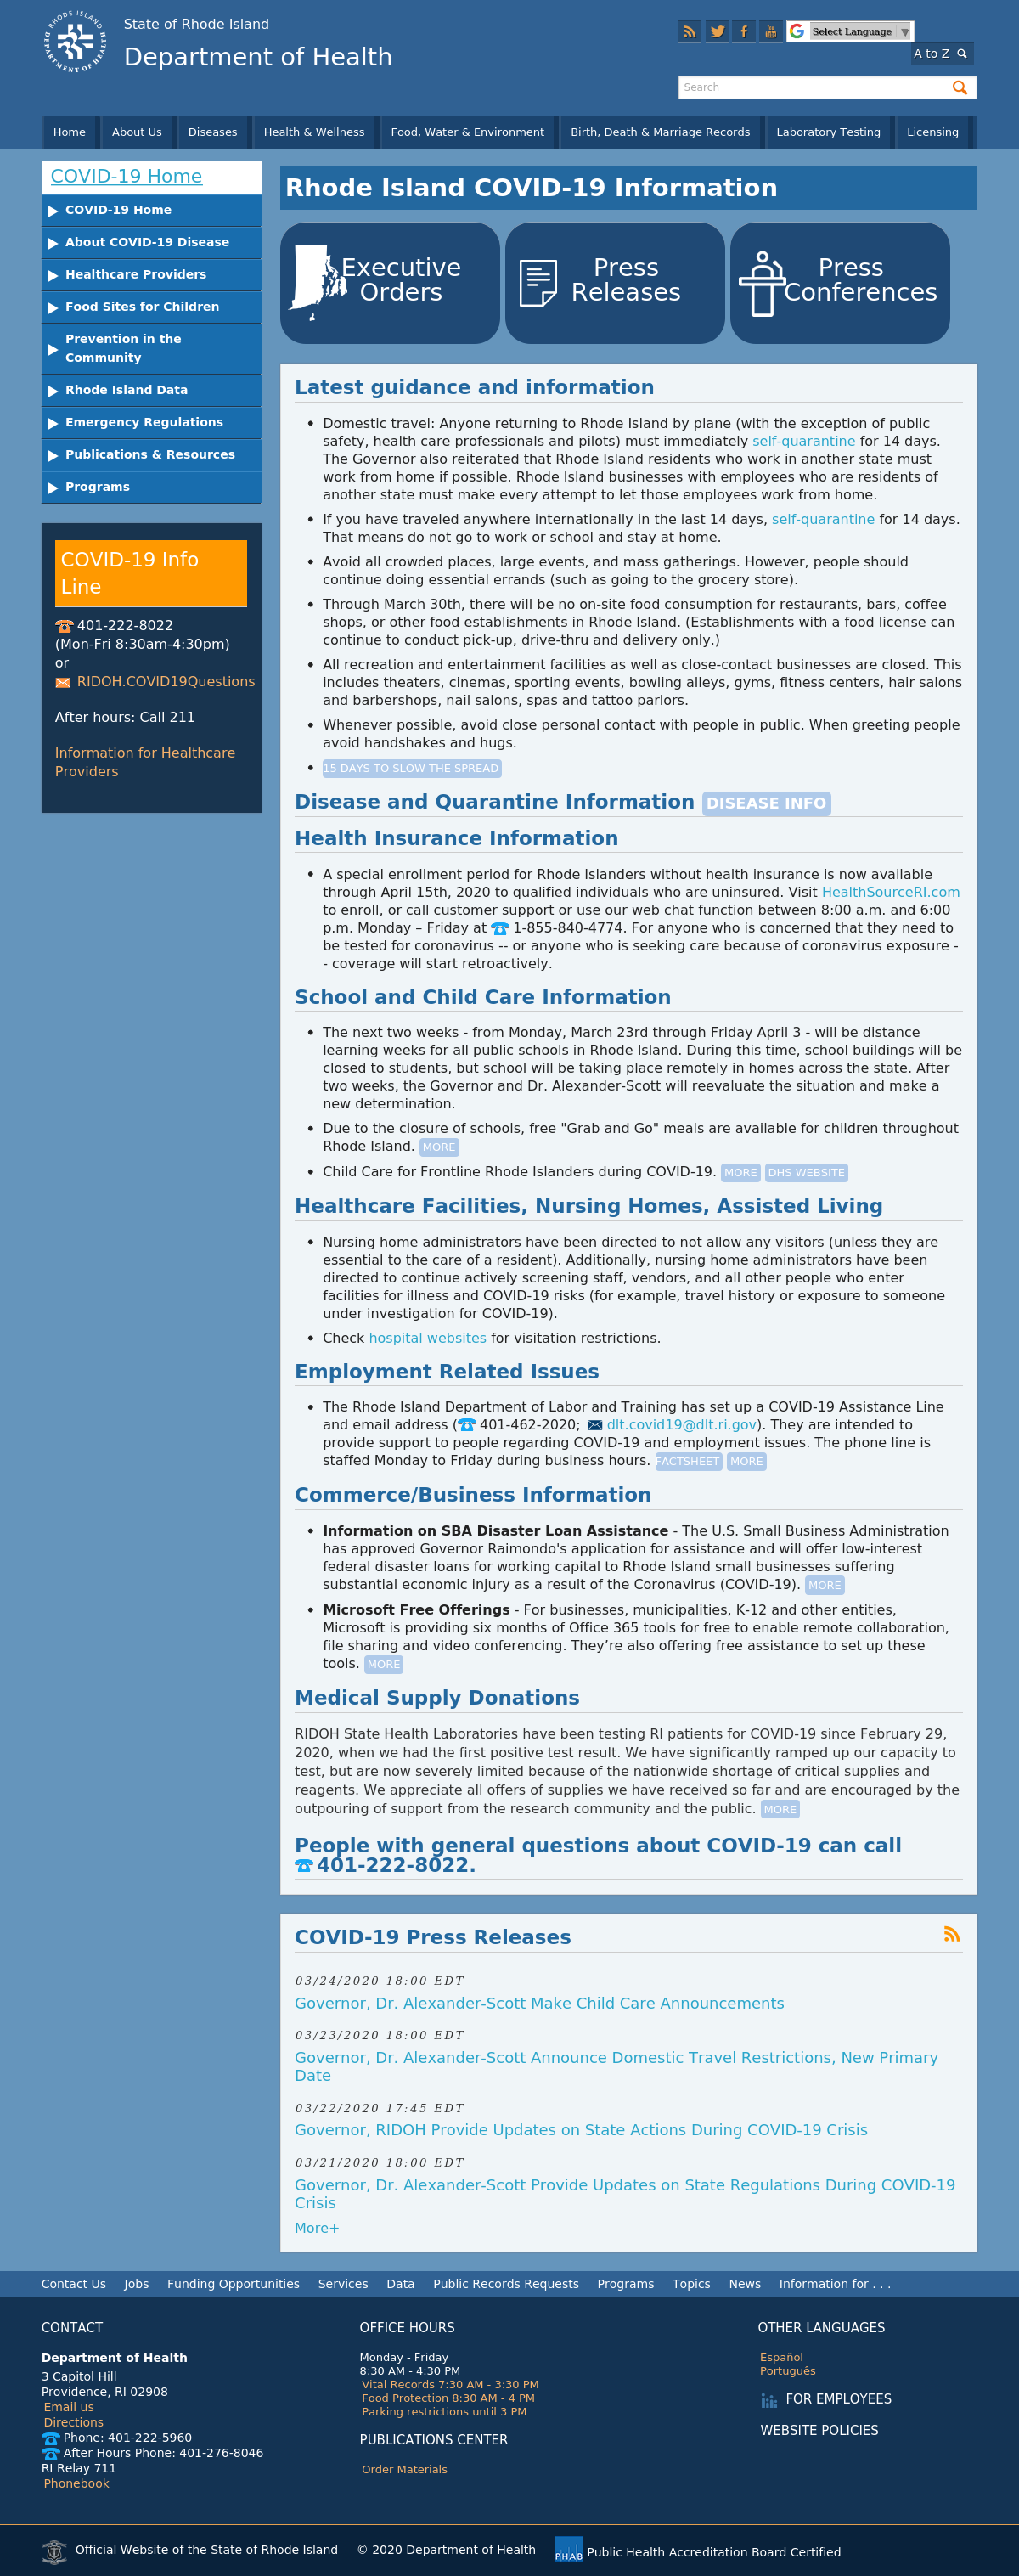 State of Rhode Island
Department of Health
Select Language ▼
A to Z
Search
Home
About Us
Diseases
Health & Wellness
Food, Water & Environment
Birth, Death & Marriage Records
Laboratory Testing
Licensing
COVID-19 Home
COVID-19 Home
About COVID-19 Disease
Healthcare Providers
Food Sites for Children
Prevention in the
Community
Rhode Island Data
Emergency Regulations
Publications & Resources
Programs
COVID-19 Info
Line
401-222-8022
(Mon-Fri 8:30am-4:30pm)
or
RIDOH.COVID19Questions
After hours: Call 211
Information for Healthcare
Providers
Rhode Island COVID-19 Information
Executive
Orders
Press
Releases
Press
Conferences
Latest guidance and information
• Domestic travel: Anyone returning to Rhode Island by plane (with the exception of public
safety, health care professionals and pilots) must immediately self-quarantine for 14 days.
The Governor also reiterated that Rhode Island residents who work in another state must
work from home if possible. Rhode Island businesses with employees who are residents of
another state must make every attempt to let those employees work from home.
• If you have traveled anywhere internationally in the last 14 days, self-quarantine for 14 days.
That means do not go to work or school and stay at home.
• Avoid all crowded places, large events, and mass gatherings. However, people should
continue doing essential errands (such as going to the grocery store).
• Through March 30th, there will be no on-site food consumption for restaurants, bars, coffee
shops, or other food establishments in Rhode Island. (Establishments with a food license can
continue to conduct pick-up, drive-thru and delivery only.)
• All recreation and entertainment facilities as well as close-contact businesses are closed. This
includes theaters, cinemas, sporting events, bowling alleys, gyms, fitness centers, hair salons
and barbershops, nail salons, spas and tattoo parlors.
• Whenever possible, avoid close personal contact with people in public. When greeting people
avoid handshakes and hugs.
• 15 DAYS TO SLOW THE SPREAD
Disease and Quarantine Information DISEASE INFO
Health Insurance Information
• A special enrollment period for Rhode Islanders without health insurance is now available
through April 15th, 2020 to qualified individuals who are uninsured. Visit HealthSourceRI.com
to enroll, or call customer support or use our web chat function between 8:00 a.m. and 6:00
p.m. Monday – Friday at 1-855-840-4774. For anyone who is concerned that they need to
be tested for coronavirus -- or anyone who is seeking care because of coronavirus exposure -
- coverage will start retroactively.
School and Child Care Information
• The next two weeks - from Monday, March 23rd through Friday April 3 - will be distance
learning weeks for all public schools in Rhode Island. During this time, school buildings will be
closed to students, but school will be taking place remotely in homes across the state. After
two weeks, the Governor and Dr. Alexander-Scott will reevaluate the situation and make a
new determination.
• Due to the closure of schools, free "Grab and Go" meals are available for children throughout
Rhode Island. MORE
• Child Care for Frontline Rhode Islanders during COVID-19. MORE DHS WEBSITE
Healthcare Facilities, Nursing Homes, Assisted Living
• Nursing home administrators have been directed to not allow any visitors (unless they are
essential to the care of a resident). Additionally, nursing home administrators have been
directed to continue actively screening staff, vendors, and all other people who enter
facilities for illness and COVID-19 risks (for example, travel history or exposure to someone
under investigation for COVID-19).
• Check hospital websites for visitation restrictions.
Employment Related Issues
• The Rhode Island Department of Labor and Training has set up a COVID-19 Assistance Line
and email address (401-462-2020; dlt.covid19@dlt.ri.gov). They are intended to
provide support to people regarding COVID-19 and employment issues. The phone line is
staffed Monday to Friday during business hours. FACTSHEET MORE
Commerce/Business Information
• Information on SBA Disaster Loan Assistance - The U.S. Small Business Administration
has approved Governor Raimondo's application for assistance and will offer low-interest
federal disaster loans for working capital to Rhode Island small businesses suffering
substantial economic injury as a result of the Coronavirus (COVID-19). MORE
• Microsoft Free Offerings - For businesses, municipalities, K-12 and other entities,
Microsoft is providing six months of Office 365 tools for free to enable remote collaboration,
file sharing and video conferencing. They’re also offering free assistance to set up these
tools. MORE
Medical Supply Donations
RIDOH State Health Laboratories have been testing RI patients for COVID-19 since February 29,
2020, when we had the first positive test result. We have significantly ramped up our capacity to
test, but are now severely limited because of the nationwide shortage of critical supplies and
reagents. We appreciate all offers of supplies we have received so far and are encouraged by the
outpouring of support from the research community and the public. MORE
People with general questions about COVID-19 can call
401-222-8022.
COVID-19 Press Releases
03/24/2020 18:00 EDT
Governor, Dr. Alexander-Scott Make Child Care Announcements
03/23/2020 18:00 EDT
Governor, Dr. Alexander-Scott Announce Domestic Travel Restrictions, New Primary
Date
03/22/2020 17:45 EDT
Governor, RIDOH Provide Updates on State Actions During COVID-19 Crisis
03/21/2020 18:00 EDT
Governor, Dr. Alexander-Scott Provide Updates on State Regulations During COVID-19
Crisis
More+
Contact Us
Jobs
Funding Opportunities
Services
Data
Public Records Requests
Programs
Topics
News
Information for . . .
CONTACT
Department of Health
3 Capitol Hill
Providence, RI 02908
Email us
Directions
Phone: 401-222-5960
After Hours Phone: 401-276-8046
RI Relay 711
Phonebook
OFFICE HOURS
Monday - Friday
8:30 AM - 4:30 PM
Vital Records 7:30 AM - 3:30 PM
Food Protection 8:30 AM - 4 PM
Parking restrictions until 3 PM
PUBLICATIONS CENTER
Order Materials
OTHER LANGUAGES
Español
Português
FOR EMPLOYEES
WEBSITE POLICIES
Official Website of the State of Rhode Island
© 2020 Department of Health
PHAB
Public Health Accreditation Board Certified